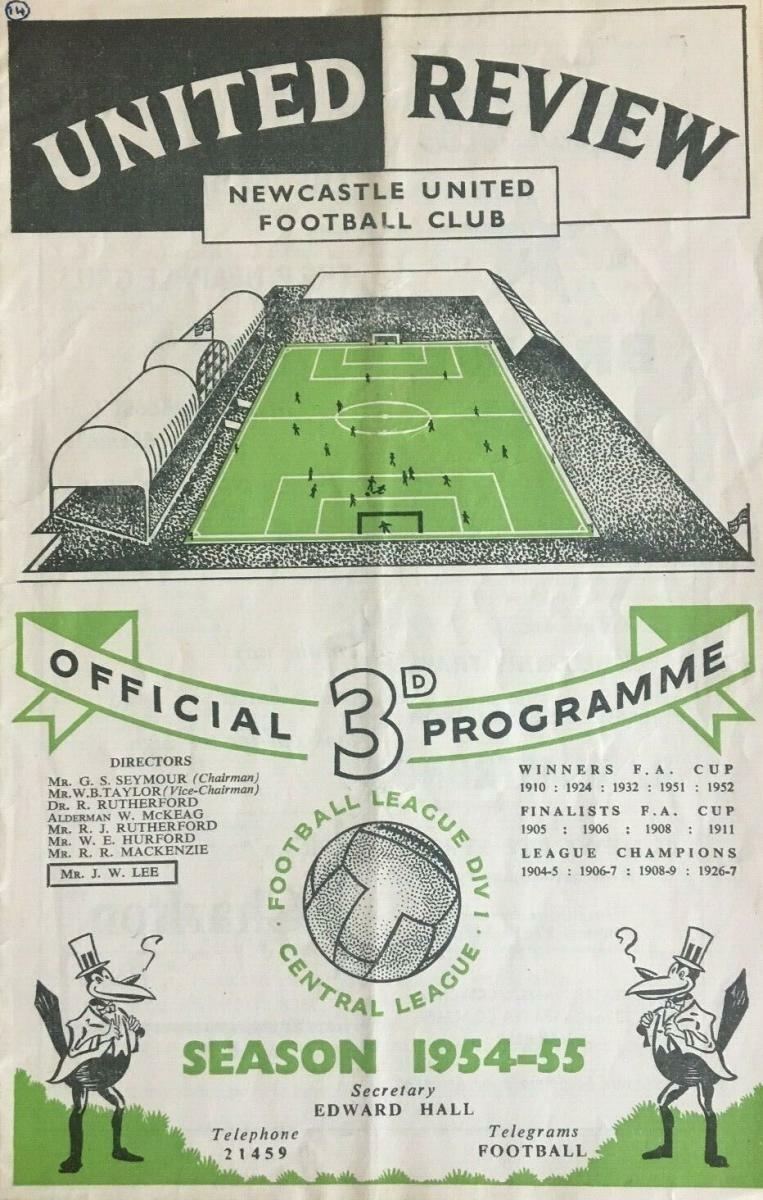 14
UNITED REVIEW
NEWCASTLE UNITED
FOOTBALL CLUB
OFFICIAL 3D PROGRAMME
DIRECTORS
MR. G. S. SEYMOUR (Chairman)
MR. W.B. TAYLOR (Vice-Chairman)
DR. R. RUTHERFORD
ALDERMAN W. McKEAG
MR. R. J. RUTHERFORD
MR. W. E. HURFORD
MR. R. R. MACKENZIE
MR. J. W. LEE
WINNERS F.A. CUP
1910 : 1924 : 1932 : 1951 : 1952
FINALISTS F.A. CUP
1905 : 1906 : 1908 : 1911
LEAGUE CHAMPIONS
1904-5 : 1906-7 : 1908-9 : 1926-7
· FOOTBALL LEAGUE DIV 1 ·
CENTRAL LEAGUE
SEASON 1954-55
Secretary
EDWARD HALL
Telephone
21459
Telegrams
FOOTBALL